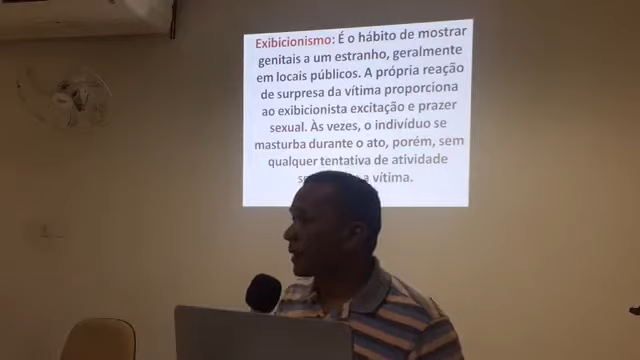 Exibicionismo: É o hábito de mostrar
genitais a um estranho, geralmente
em locais públicos. A própria reação
de surpresa da vítima proporciona
ao exibicionista excitação e prazer
sexual. Às vezes, o indivíduo se
masturba durante o ato, porém, sem
qualquer tentativa de atividade
a vítima.